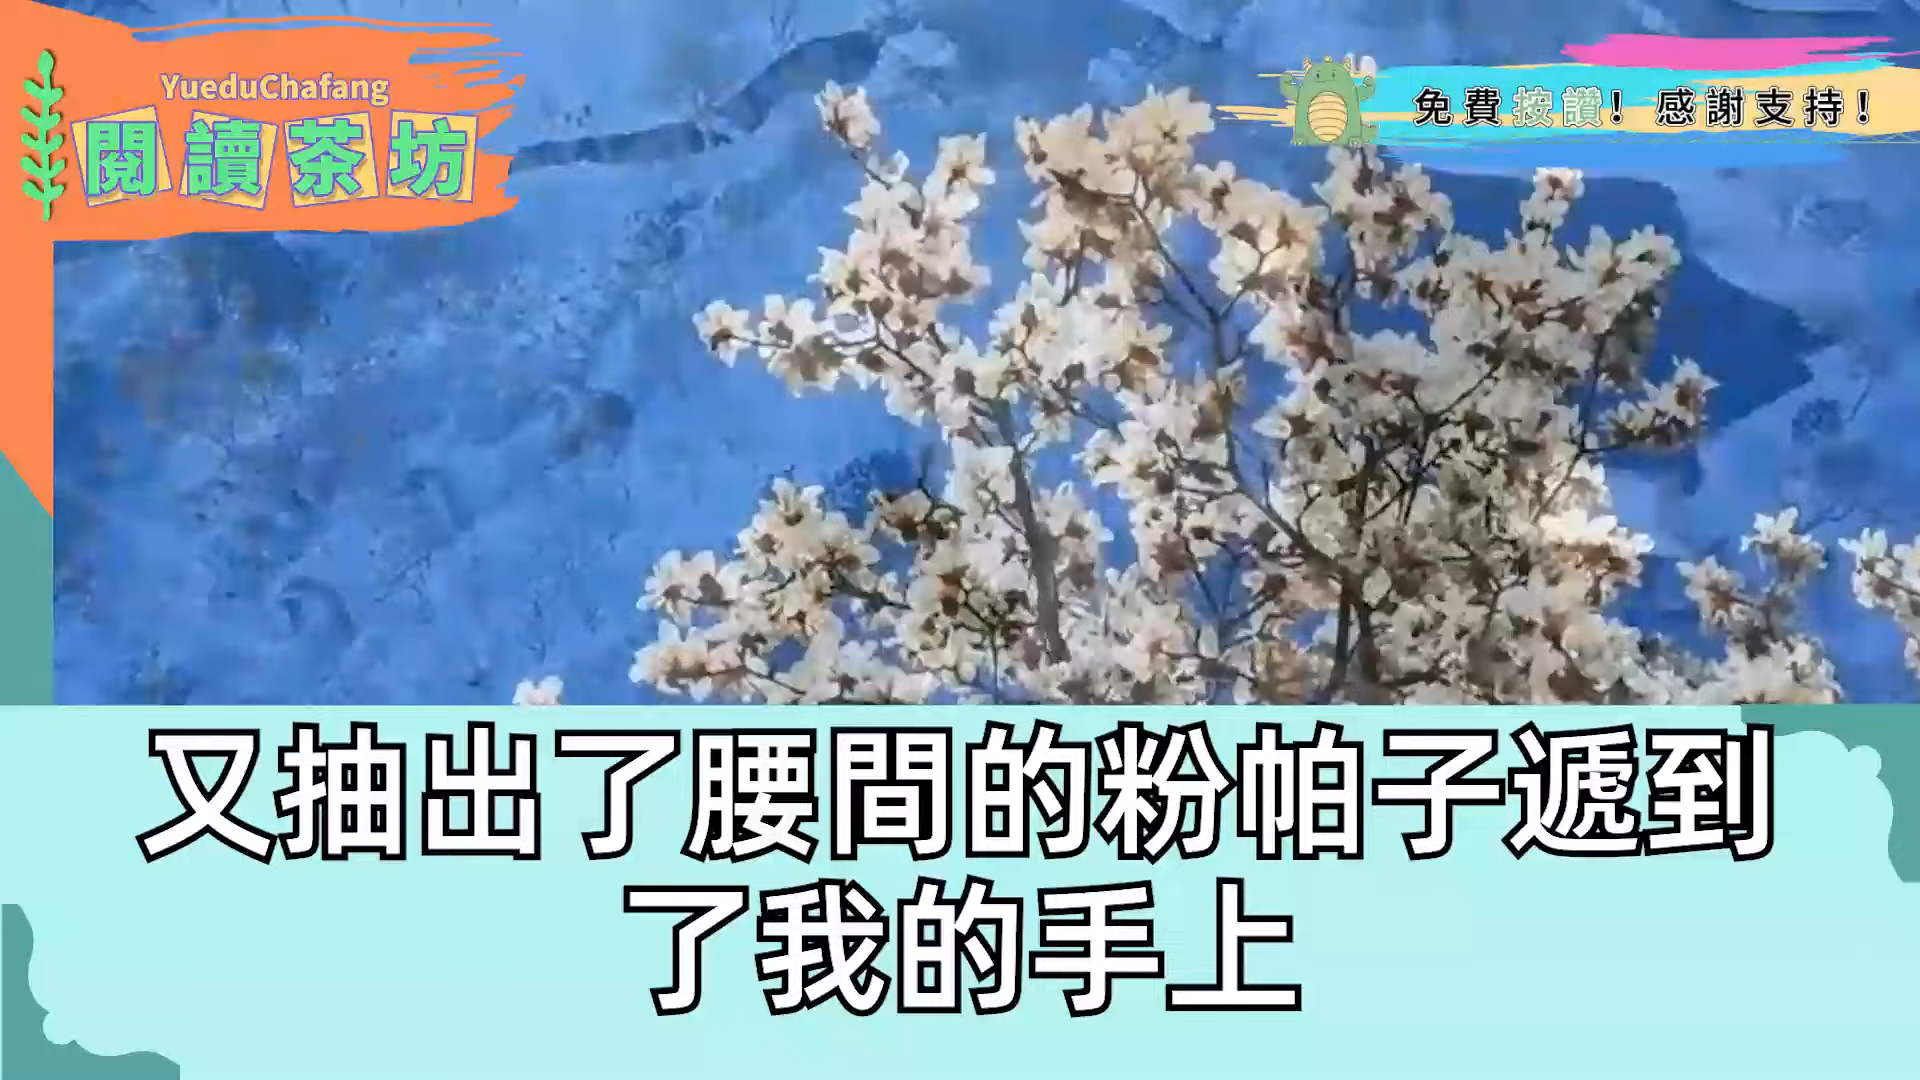 YueduChafang
閱讀茶坊
免費按讚！感謝支持！
又抽出了腰間的粉帕子遞到
了我的手上